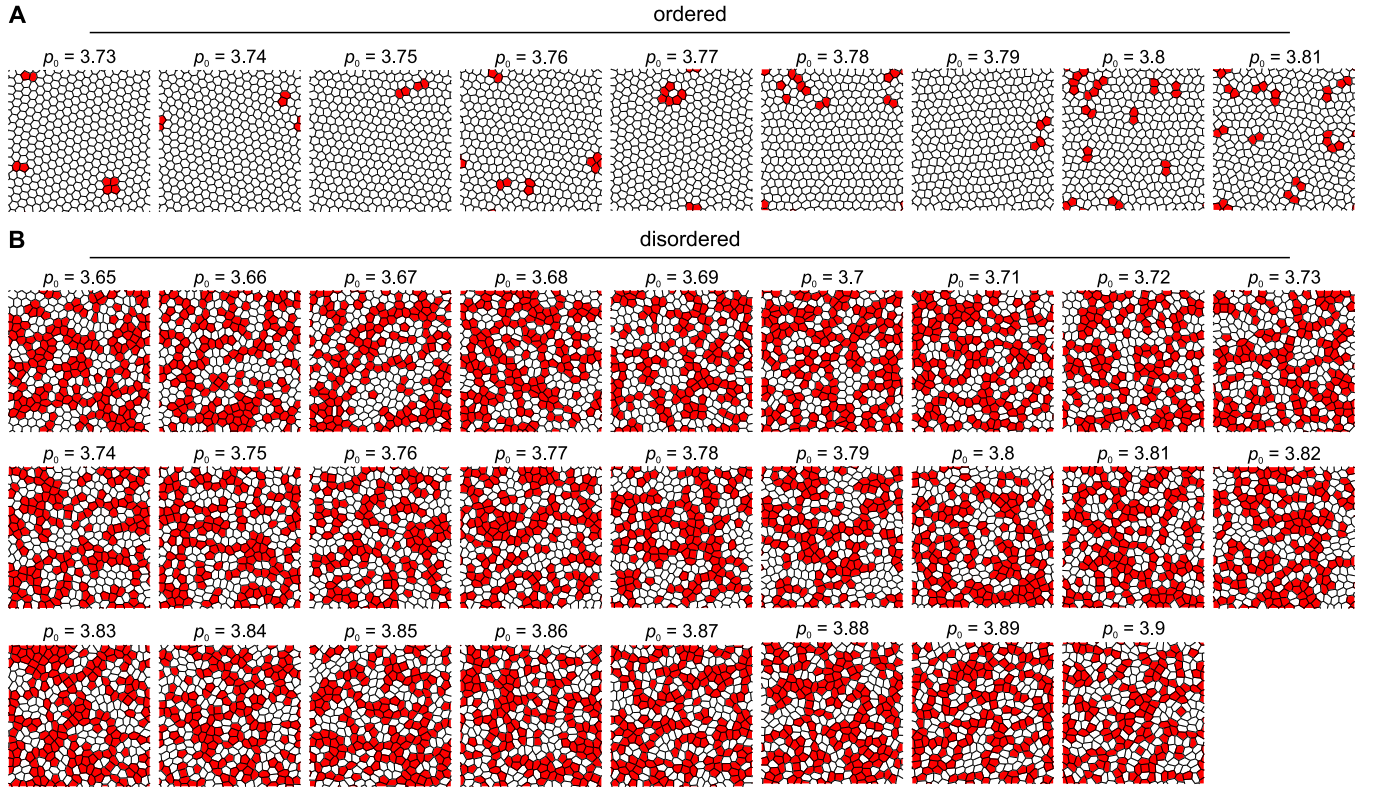 A
ordered
p0 = 3.73 p0 = 3.74 p0 = 3.75 p0 = 3.76 p0 = 3.77 p0 = 3.78 p0 = 3.79 p0 = 3.8 p0 = 3.81
B
disordered
p0 = 3.65 p0 = 3.66 p0 = 3.67 p0 = 3.68 p0 = 3.69 p0 = 3.7 p0 = 3.71 p0 = 3.72 p0 = 3.73
p0 = 3.74 p0 = 3.75 p0 = 3.76 p0 = 3.77 p0 = 3.78 p0 = 3.79 p0 = 3.8 p0 = 3.81 p0 = 3.82
p0 = 3.83 p0 = 3.84 p0 = 3.85 p0 = 3.86 p0 = 3.87 p0 = 3.88 p0 = 3.89 p0 = 3.9